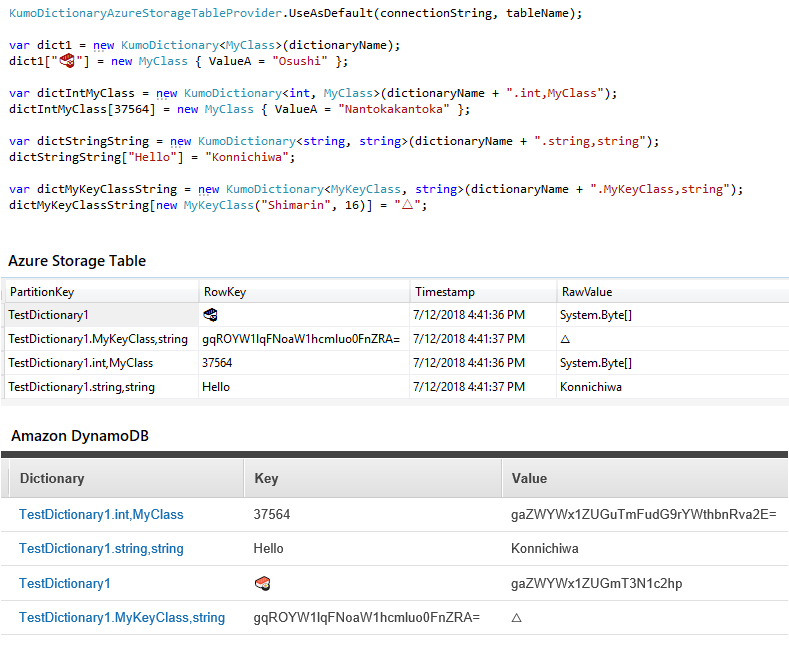 KumoDictionaryAzureStorageTableProvider.UseAsDefault(connectionString, tableName);
var dict1 = new KumoDictionary<MyClass>(dictionaryName);
dict1["🍣"] = new MyClass { ValueA = "Osushi" };
var dictIntMyClass = new KumoDictionary<int, MyClass>(dictionaryName + ".int,MyClass");
dictIntMyClass[37564] = new MyClass { ValueA = "Nantokakantoka" };
var dictStringString = new KumoDictionary<string, string>(dictionaryName + ".string,string");
dictStringString["Hello"] = "Konnichiwa";
var dictMyKeyClassString = new KumoDictionary<MyKeyClass, string>(dictionaryName + ".MyKeyClass,string");
dictMyKeyClassString[new MyKeyClass("Shimarin", 16)] = "△";
Azure Storage Table
PartitionKey RowKey Timestamp RawValue
TestDictionary1 🍣 7/12/2018 4:41:36 PM System.Byte[]
TestDictionary1.MyKeyClass,string gqROYW1lqFNoaW1hcmluo0FnZRA= 7/12/2018 4:41:37 PM △
TestDictionary1.int,MyClass 37564 7/12/2018 4:41:36 PM System.Byte[]
TestDictionary1.string,string Hello 7/12/2018 4:41:37 PM Konnichiwa
Amazon DynamoDB
Dictionary Key Value
TestDictionary1.int,MyClass 37564 gaZWYWx1ZUGuTmFudG9rYWthbnRva2E=
TestDictionary1.string,string Hello Konnichiwa
TestDictionary1 🍣 gaZWYWx1ZUGmT3N1c2hp
TestDictionary1.MyKeyClass,string gqROYW1lqFNoaW1hcmluo0FnZRA= △